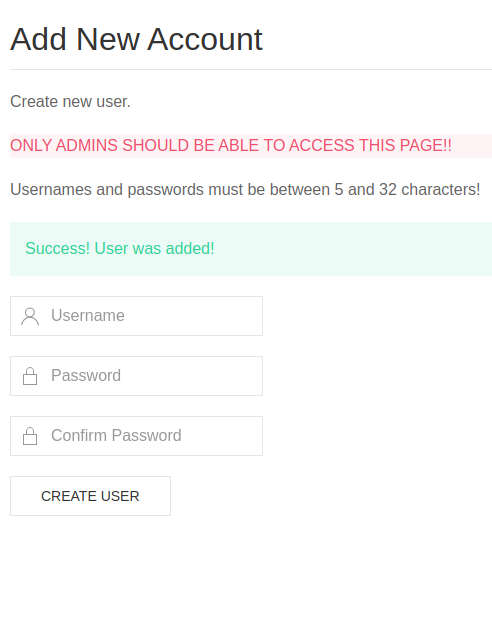 Add New Account
Create new user.
ONLY ADMINS SHOULD BE ABLE TO ACCESS THIS PAGE!!
Usernames and passwords must be between 5 and 32 characters!
Success! User was added!
Username
Password
Confirm Password
CREATE USER